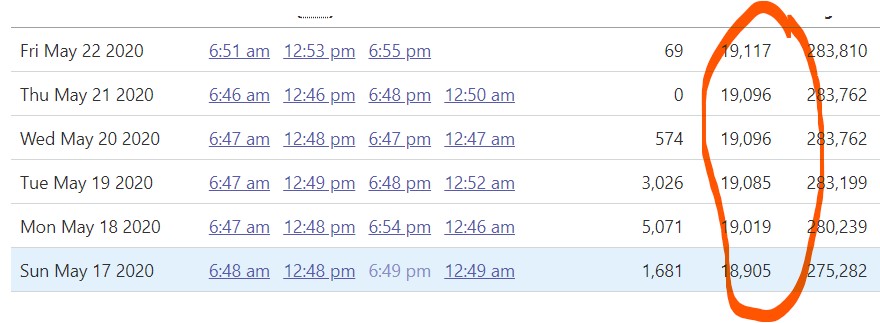 Fri May 22 2020 6:51 am 12:53 pm 6:55 pm 69 19,117 283,810
Thu May 21 2020 6:46 am 12:46 pm 6:48 pm 12:50 am 0 19,096 283,762
Wed May 20 2020 6:47 am 12:48 pm 6:47 pm 12:47 am 574 19,096 283,762
Tue May 19 2020 6:47 am 12:49 pm 6:48 pm 12:52 am 3,026 19,085 283,199
Mon May 18 2020 6:47 am 12:48 pm 6:54 pm 12:46 am 5,071 19,019 280,239
Sun May 17 2020 6:48 am 12:48 pm 6:49 pm 12:49 am 1,681 18,905 275,282